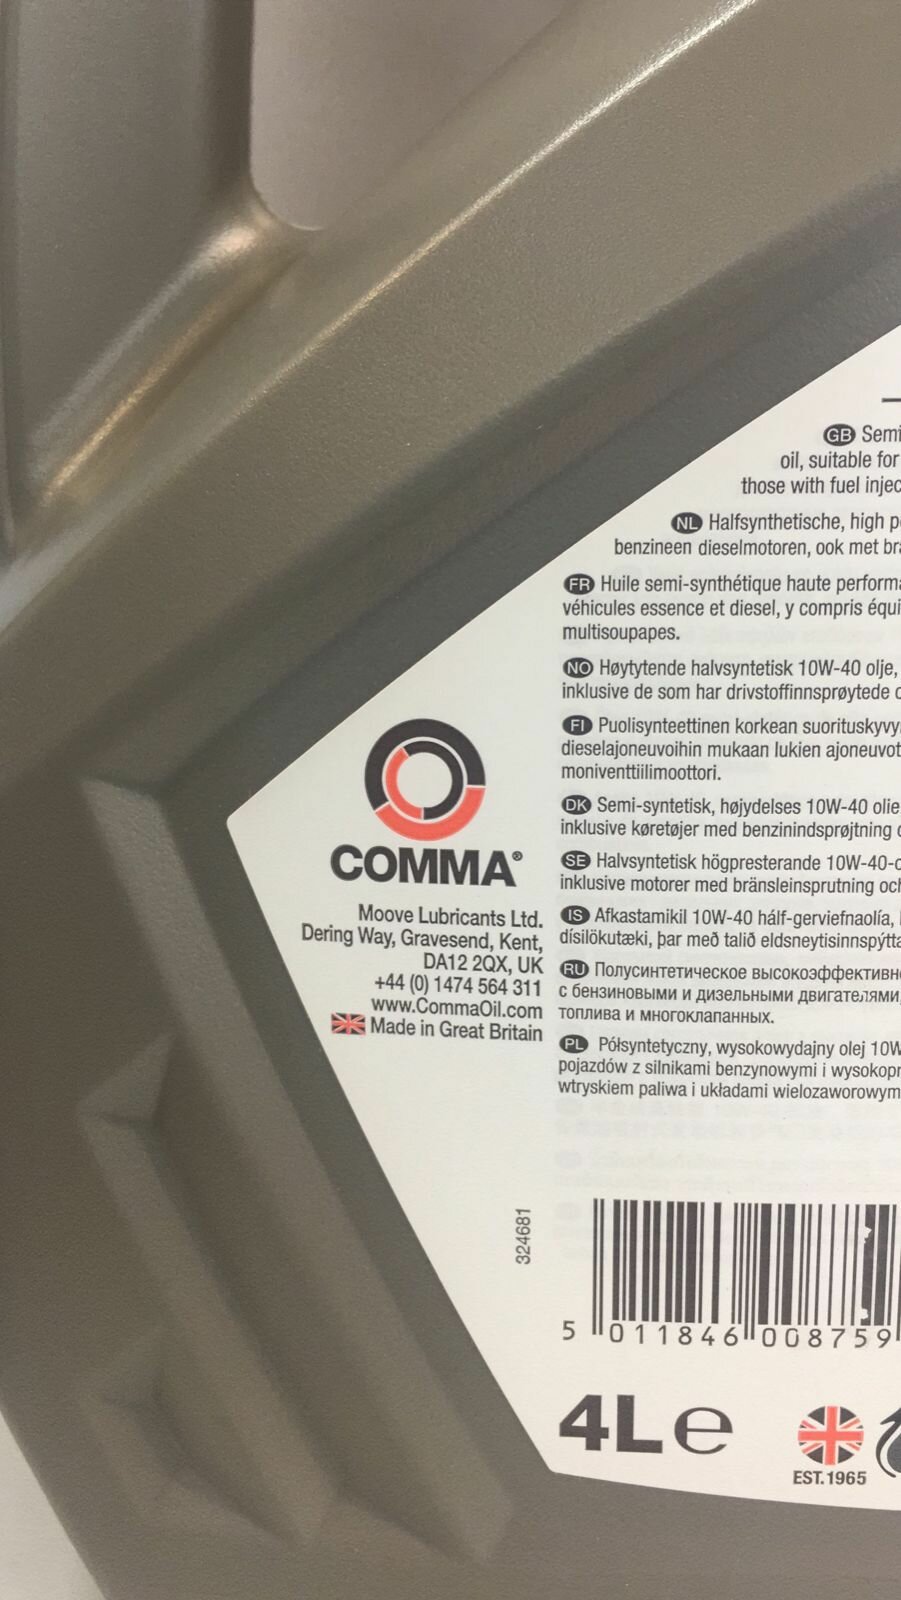 GB Semi
oil, suitable for
those with fuel injec
NL Halfsynthetische, high p
benzineen dieselmotoren, ook met br
FR Huile semi-synthétique haute performa
véhicules essence et diesel, y compris équi
multisoupapes.
NO Høytytende halvsyntetisk 10W-40 olje,
inklusive de som har drivstoffinnsprøytede o
FI Puolisynteettinen korkean suorituskyvy
dieselajoneuvoihin mukaan lukien ajoneuvot
moniventtiilimoottori.
DK Semi-syntetisk, højydelses 10W-40 olie
inklusive køretøjer med benzinindsprøjtning o
SE Halvsyntetisk högpresterande 10W-40-o
inklusive motorer med bränsleinsprutning och
IS Afkastamikil 10W-40 hálf-gerviefnaolía,
dísilökutæki, þar með talið eldsneytisinnspýtta
RU Полусинтетическое высокоэффективн
с бензиновыми и дизельными двигателями,
топлива и многоклапанных.
PL Półsyntetyczny, wysokowydajny olej 10W
pojazdów z silnikami benzynowymi i wysokopr
wtryskiem paliwa i układami wielozaworowym
COMMA®
Moove Lubricants Ltd.
Dering Way, Gravesend, Kent,
DA12 2QX, UK
+44 (0) 1474 564 311
www.CommaOil.com
Made in Great Britain
324681
5 011846 008759
4L e
EST.1965